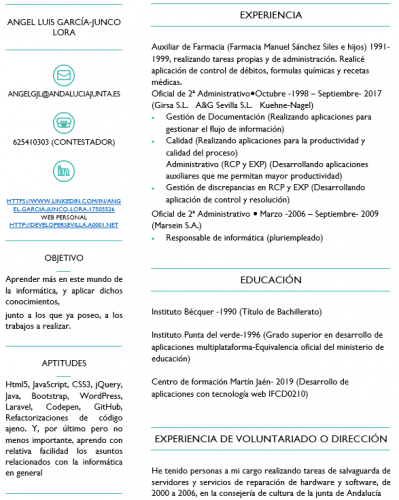 ANGEL LUIS GARCÍA-JUNCO
LORA
ANGELGJL@ANDALUCIAJUNTA.ES
625410303 (CONTESTADOR)
HTTPS://WWW.LINKEDIN.COM/IN/ANG
EL-GARCIA-JUNCO-LORA-17505526
WEB PERSONAL
HTTP://DEVELOPERSEVILLA.A0001.NET
OBJETIVO
Aprender más en este mundo de
la informática, y aplicar dichos
conocimientos,
junto a los que ya poseo, a los
trabajos a realizar.
APTITUDES
Html5, JavaScript, CSS3, jQuery,
Java, Bootstrap, WordPress,
Laravel, Codepen, GitHub,
Refactorizaciones de código
ajeno. Y, por último pero no
menos importante, aprendo con
relativa facilidad los asuntos
relacionados con la informática
en general
EXPERIENCIA
Auxiliar de Farmacia (Farmacia Manuel Sánchez Siles e hijos) 1991-
1999, realizando tareas propias y de administración. Realicé
aplicación de control de débitos, formulas químicas y recetas
médicas.
Oficial de 2ª Administrativo•Octubre -1998 – Septiembre- 2017
(Girsa S.L. A&G Sevilla S.L. Kuehne-Nagel)
• Gestión de Documentación (Realizando aplicaciones para
gestionar el flujo de información)
• Calidad (Realizando aplicaciones para la productividad y
calidad del proceso)
Administrativo (RCP y EXP) (Desarrollando aplicaciones
auxiliares que me permitan mayor productividad)
• Gestión de discrepancias en RCP y EXP (Desarrollando
aplicación de control y resolución)
Oficial de 2ª Administrativo • Marzo -2006 – Septiembre- 2009
(Marsein S.A,)
• Responsable de informática (pluriempleado)
EDUCACIÓN
Instituto Bécquer -1990 (Título de Bachillerato)
Instituto Punta del verde-1996 (Grado superior en desarrollo de
aplicaciones multiplataforma-Equivalencia oficial del ministerio de
educación)
Centro de formación Martín Jaén- 2019 (Desarrollo de
aplicaciones con tecnología web IFCD0210)
EXPERIENCIA DE VOLUNTARIADO O DIRECCIÓN
He tenido personas a mi cargo realizando tareas de salvaguarda de
servidores y servicios de reparación de hardware y software, de
2000 a 2006, en la consejería de cultura de la junta de Andalucía